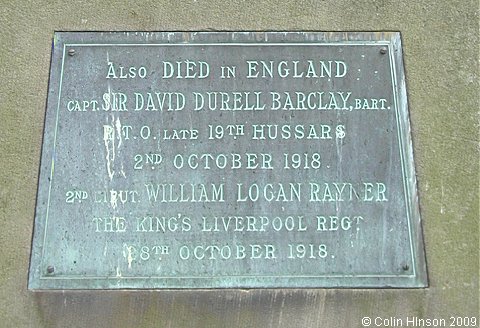 ALSO DIED IN ENGLAND
CAPT. SIR DAVID DURELL BARCLAY, BART.
R.T.O. LATE 19TH HUSSARS
2ND OCTOBER 1918.
2ND LIEUT. WILLIAM LOGAN RAYNER
THE KING'S LIVERPOOL REGT
28TH OCTOBER 1918.
© Colin Hinson 2009